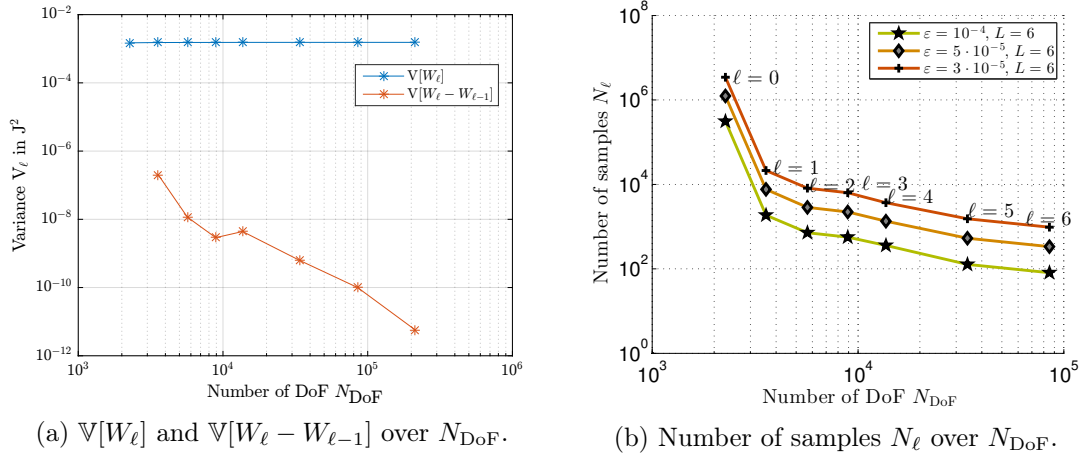 10^-2
10^-4
10^-6
10^-8
10^-10
10^-12
Variance V_ℓ in J^2
V[W_ℓ]
V[W_ℓ − W_{ℓ−1}]
10^3
10^4
10^5
10^6
Number of DoF N_DoF
(a) 𝕍[W_ℓ] and 𝕍[W_ℓ − W_{ℓ−1}] over N_DoF.
10^8
10^6
10^4
10^2
10^0
Number of samples N_ℓ
ε = 10^−4, L = 6
ε = 5 · 10^−5, L = 6
ε = 3 · 10^−5, L = 6
ℓ = 0
ℓ = 1
ℓ = 2
ℓ = 3
ℓ = 4
ℓ = 5
ℓ = 6
10^3
10^4
10^5
Number of DoF N_DoF
(b) Number of samples N_ℓ over N_DoF.